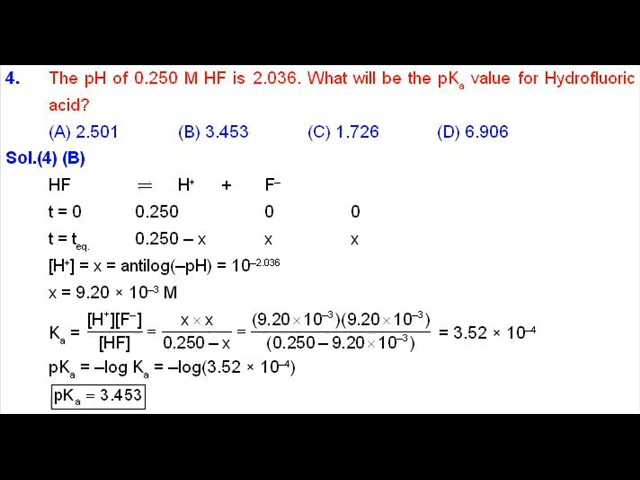 4. The pH of 0.250 M HF is 2.036. What will be the pKₐ value for Hydrofluoric
acid?
(A) 2.501 (B) 3.453 (C) 1.726 (D) 6.906
Sol.(4) (B)
HF ⇌ H⁺ + F⁻
t = 0 0.250 0 0
t = t_eq. 0.250 – x x x
[H⁺] = x = antilog(–pH) = 10⁻²·⁰³⁶
x = 9.20 × 10⁻³ M
Kₐ = [H⁺][F⁻] / [HF] = x × x / 0.250 – x = (9.20 × 10⁻³)(9.20 × 10⁻³) / (0.250 – 9.20 × 10⁻³) = 3.52 × 10⁻⁴
pKₐ = –log Kₐ = –log(3.52 × 10⁻⁴)
pKₐ = 3.453